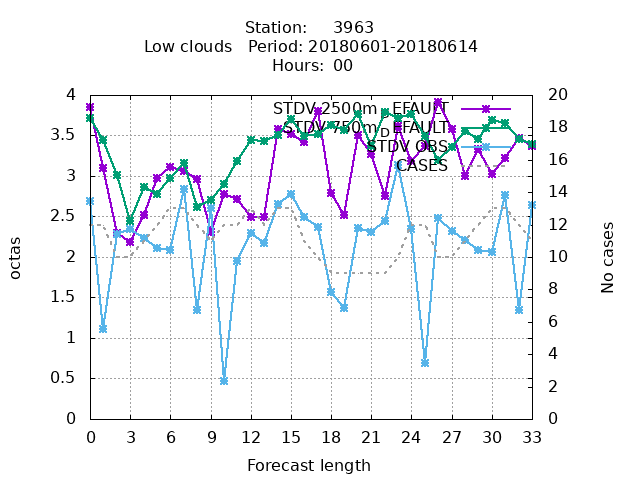 Station: 3963
Low clouds Period: 20180601-20180614
Hours: 00
STDV 2500m_DEFAULT
STDV 750m_DEFAULT
STDV OBS
CASES
octas
No cases
4
3.5
3
2.5
2
1.5
1
0.5
0
20
18
16
14
12
10
8
6
4
2
0
0 3 6 9 12 15 18 21 24 27 30 33
Forecast length